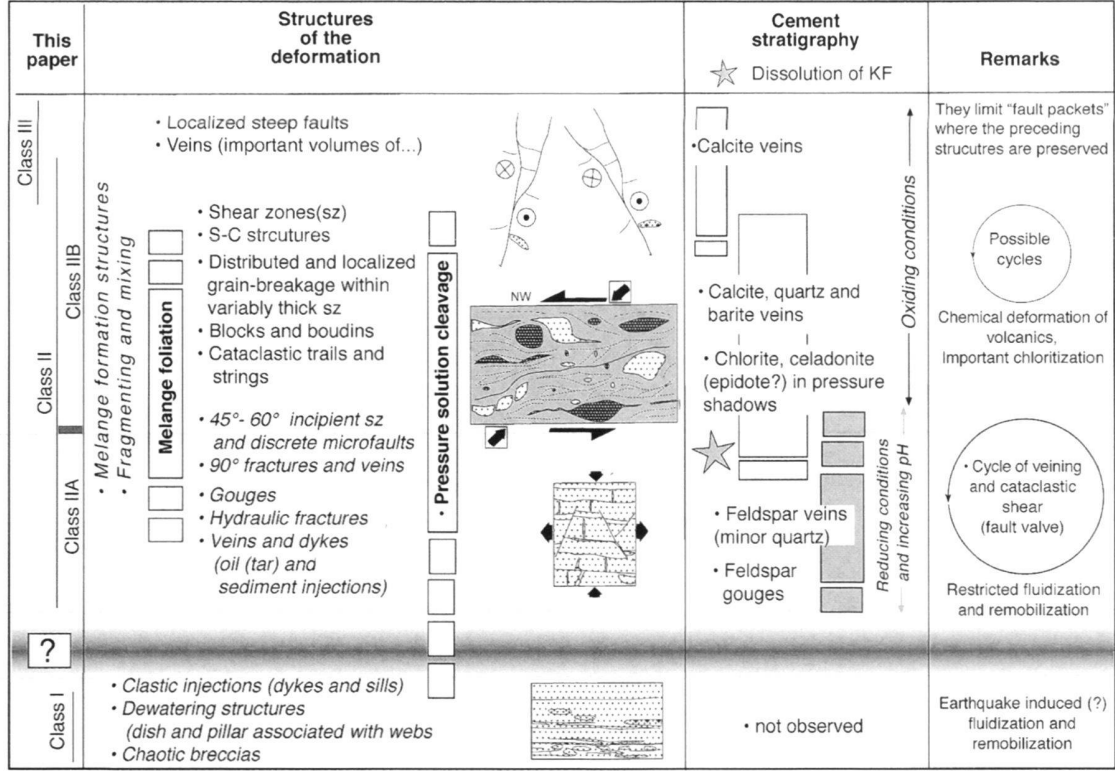 This
paper
Structures
of the
deformation
Cement
stratigraphy
Dissolution of KF
Remarks
Class III
• Localized steep faults
• Veins (important volumes of...)
•Calcite veins
They limit "fault packets"
where the preceding
strucutres are preserved
Class II
Class IIB
Class IIA
• Melange formation structures
• Fragmenting and mixing
Melange foliation
• Shear zones(sz)
• S-C strcutures
• Distributed and localized
grain-breakage within
variably thick sz
• Blocks and boudins
• Cataclastic trails and
strings
• 45°- 60° incipient sz
and discrete microfaults
• 90° fractures and veins
• Gouges
• Hydraulic fractures
• Veins and dykes
(oil (tar) and
sediment injections)
• Pressure solution cleavage
NW
• Calcite, quartz and
barite veins
• Chlorite, celadonite
(epidote?) in pressure
shadows
• Feldspar veins
(minor quartz)
• Feldspar
gouges
Oxiding conditions
Reducing conditions
and increasing pH
Possible
cycles
Chemical deformation of
volcanics,
Important chloritization
• Cycle of veining
and cataclastic
shear
(fault valve)
Restricted fluidization
and remobilization
?
Class I
• Clastic injections (dykes and sills)
• Dewatering structures
(dish and pillar associated with webs
• Chaotic breccias
• not observed
Earthquake induced (?)
fluidization and
remobilization